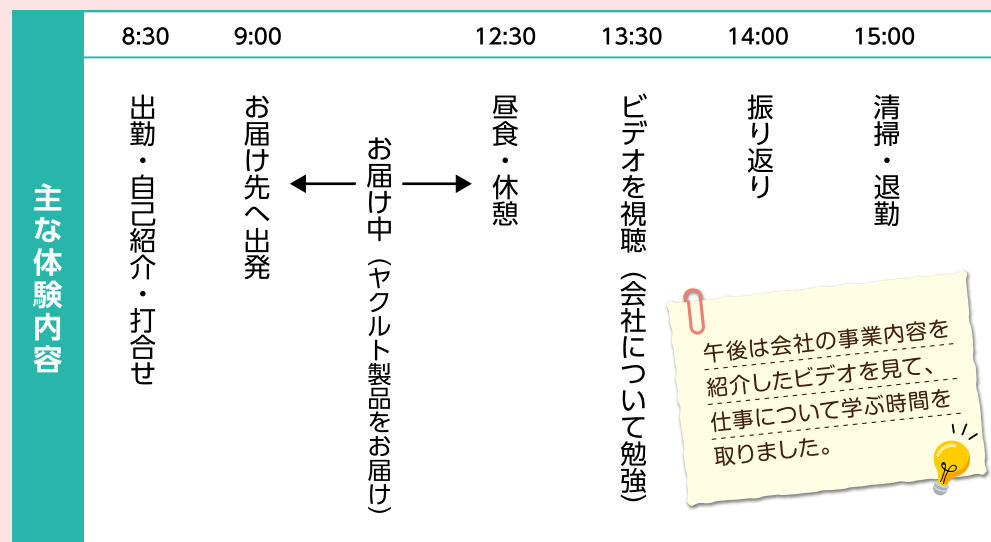 主な体験内容
8:30
出勤・自己紹介・打合せ
9:00
お届け先へ出発
お届け中（ヤクルト製品をお届け）
12:30
昼食・休憩
13:30
ビデオを視聴（会社について勉強）
14:00
振り返り
15:00
清掃・退勤
午後は会社の事業内容を
紹介したビデオを見て、
仕事について学ぶ時間を
取りました。